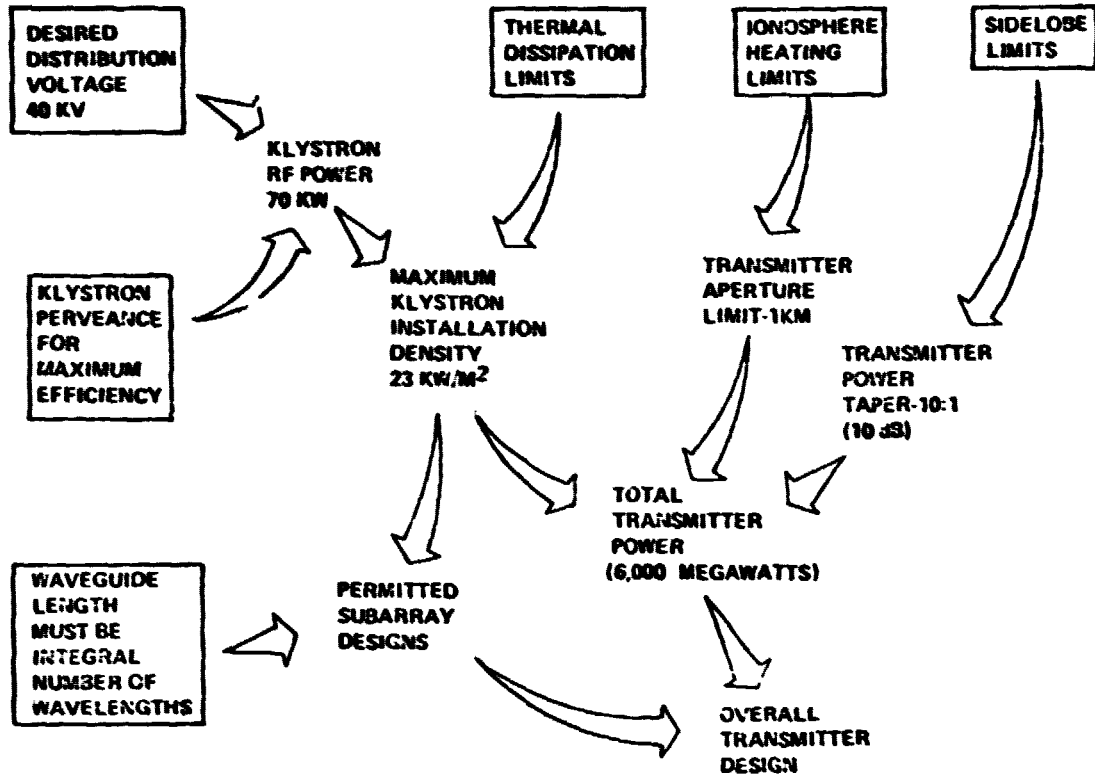 DESIRED
DISTRIBUTION
VOLTAGE
40 KV
THERMAL
DISSIPATION
LIMITS
IONOSPHERE
HEATING
LIMITS
SIDELOBE
LIMITS
KLYSTRON
RF POWER
70 KW
KLYSTRON
PERVEANCE
FOR
MAXIMUM
EFFICIENCY
MAXIMUM
KLYSTRON
INSTALLATION
DENSITY
23 KW/M²
TRANSMITTER
APERTURE
LIMIT-1KM
TRANSMITTER
POWER
TAPER-10:1
(10 dB)
TOTAL
TRANSMITTER
POWER
(6,000 MEGAWATTS)
WAVEGUIDE
LENGTH
MUST BE
INTEGRAL
NUMBER OF
WAVELENGTHS
PERMITTED
SUBARRAY
DESIGNS
OVERALL
TRANSMITTER
DESIGN